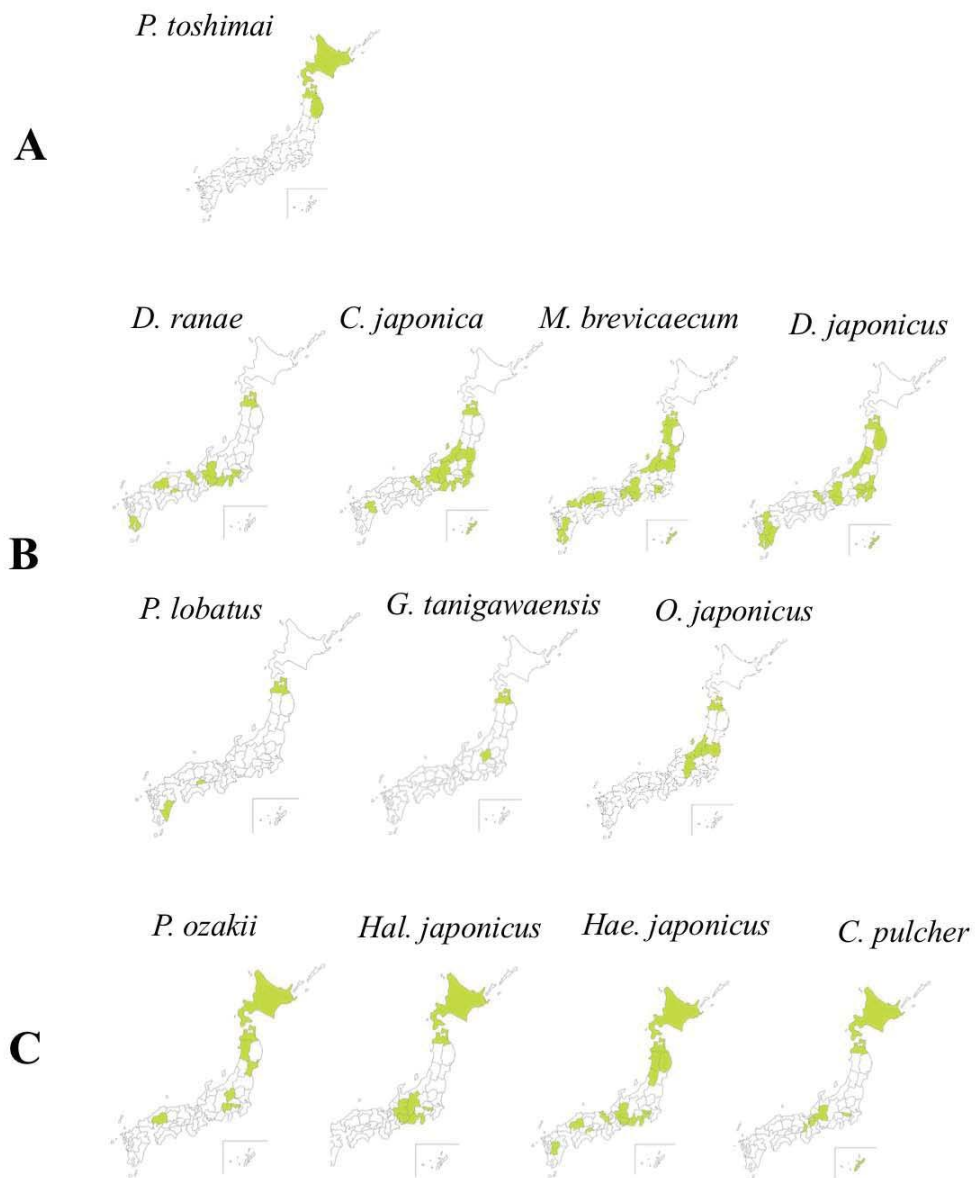 P. toshimai
A
D. ranae
C. japonica
M. brevicaecum
D. japonicus
B
P. lobatus
G. tanigawaensis
O. japonicus
P. ozakii
Hal. japonicus
Hae. japonicus
C. pulcher
C